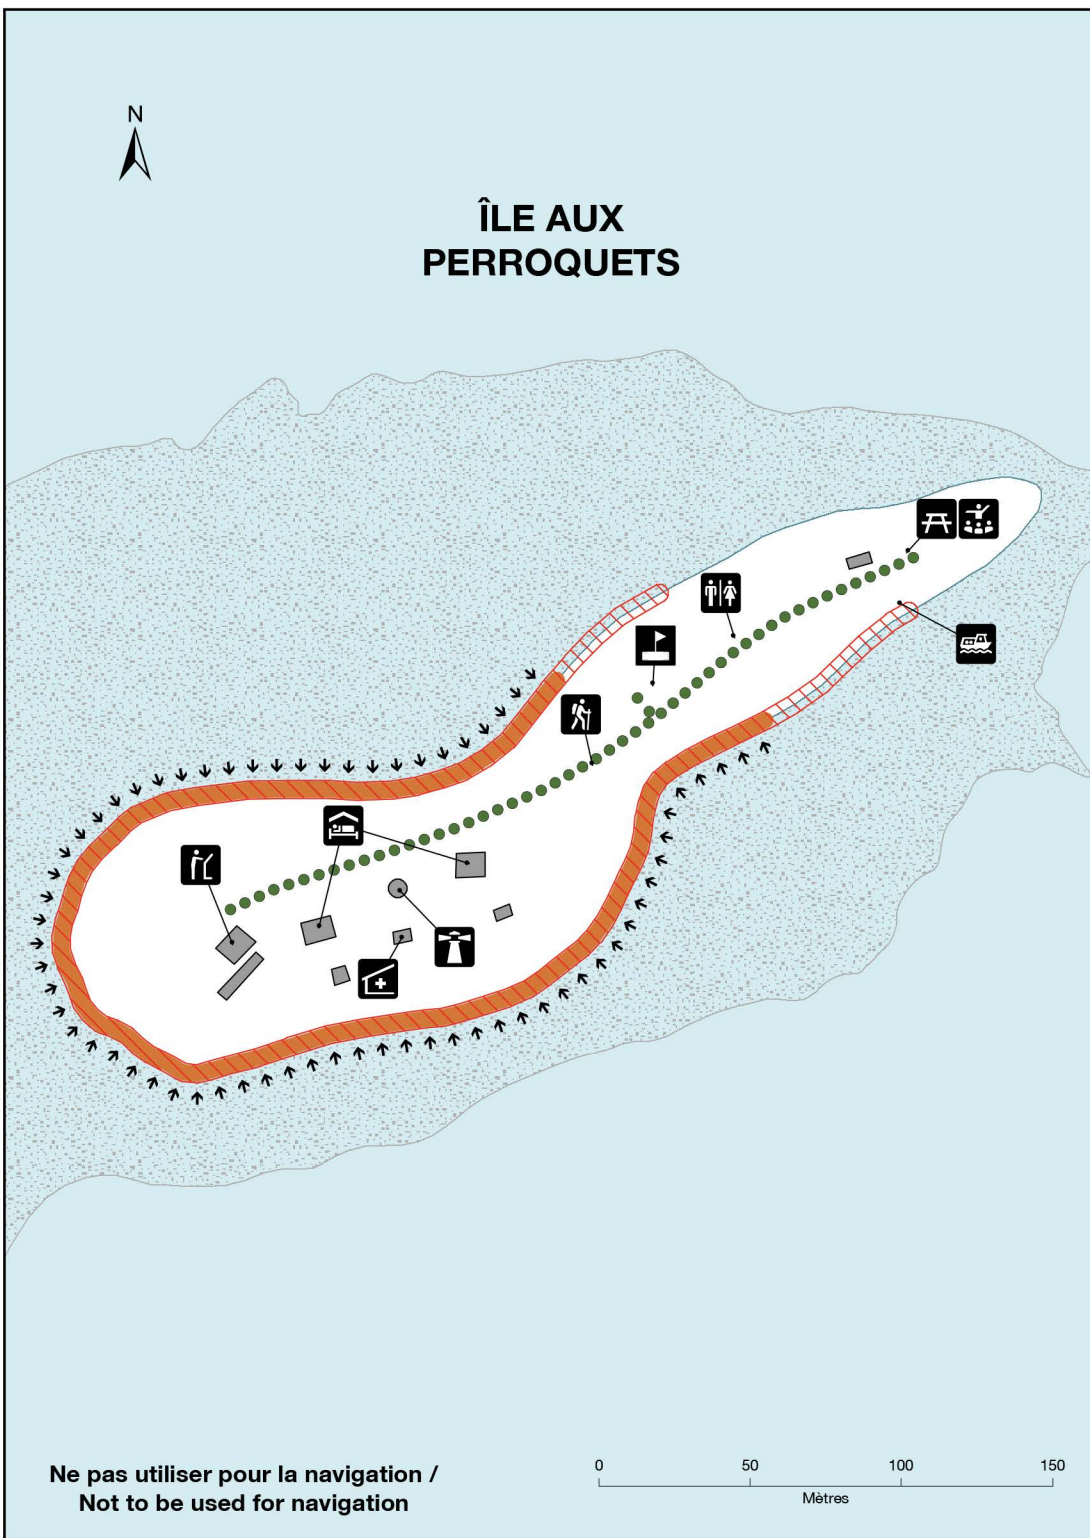 N
ÎLE AUX
PERROQUETS
Ne pas utiliser pour la navigation /
Not to be used for navigation
0 50 100 150
Mètres